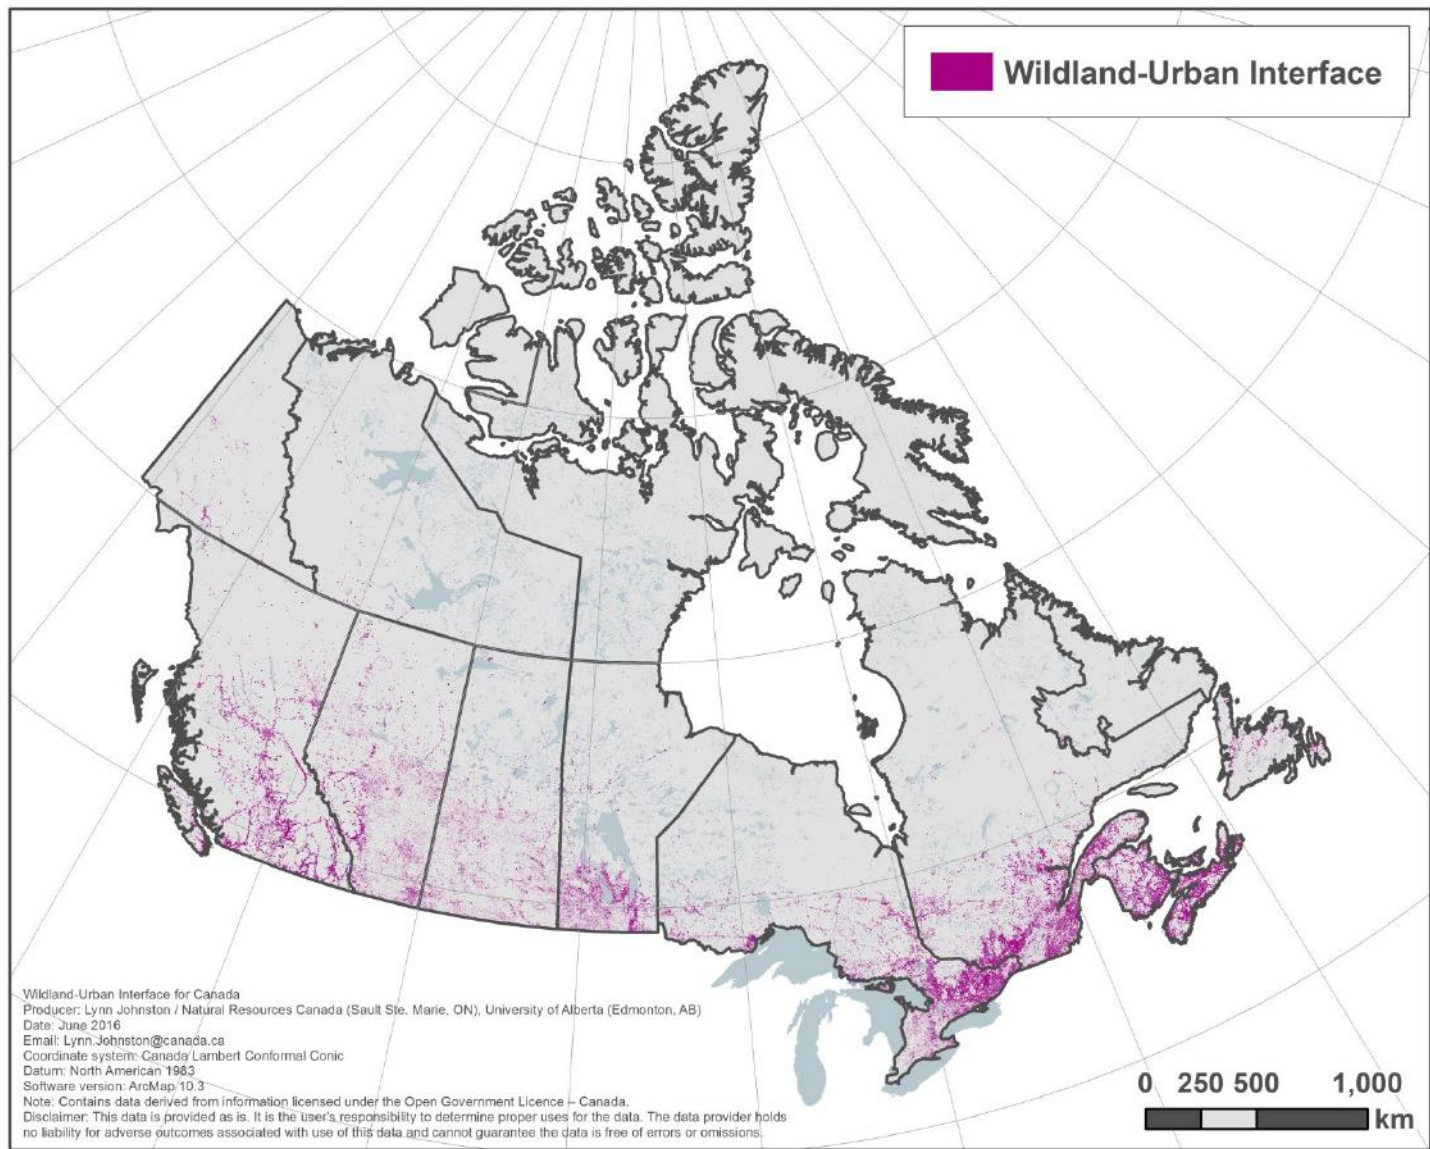 Wildland-Urban Interface
Wildland-Urban Interface for Canada
Producer: Lynn Johnston / Natural Resources Canada (Sault Ste. Marie, ON), University of Alberta (Edmonton, AB)
Date: June 2016
Email: Lynn.Johnston@canada.ca
Coordinate system: Canada Lambert Conformal Conic
Datum: North American 1983
Software version: ArcMap 10.3
Note: Contains data derived from information licensed under the Open Government Licence – Canada.
Disclaimer: This data is provided as is. It is the user's responsibility to determine proper uses for the data. The data provider holds
no liability for adverse outcomes associated with use of this data and cannot guarantee the data is free of errors or omissions.
0 250 500 1,000
km